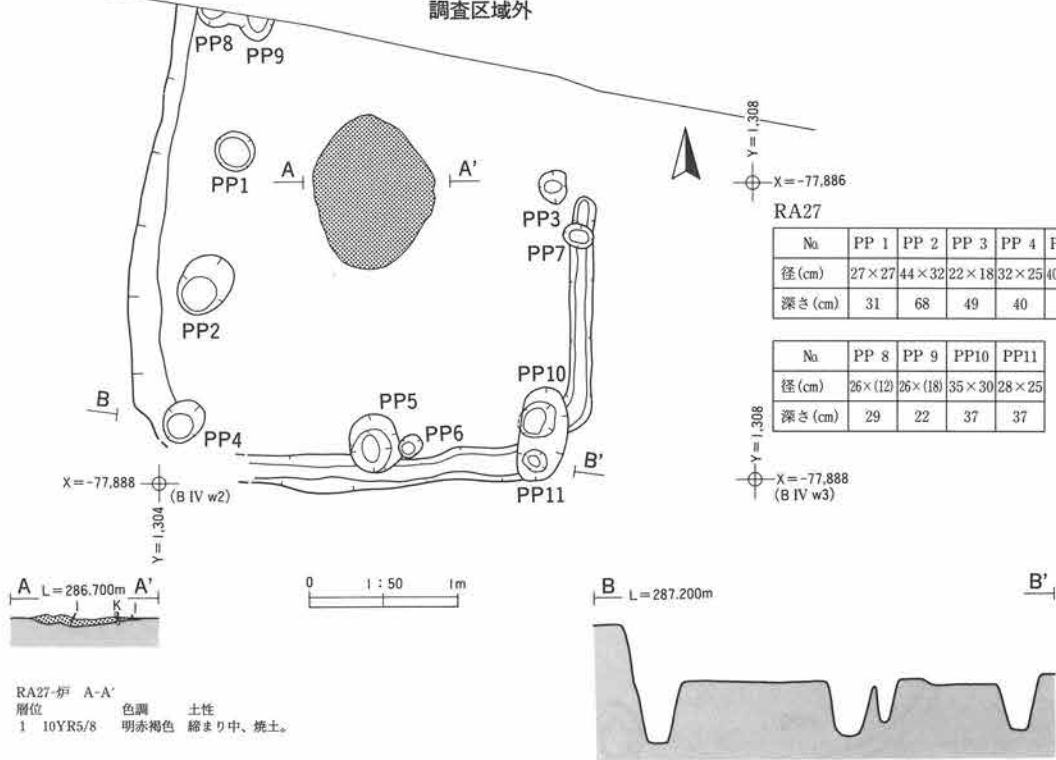 調査区域外
PP8
PP9
PP1
A
A'
PP3
PP7
PP2
PP10
B
PP4
PP5
PP6
B'
PP11
X=-77,888
(B IV w2)
Y=1,304
Y=1,308
X=-77,886
RA27
No. PP 1 PP 2 PP 3 PP 4
径(cm) 27×27 44×32 22×18 32×25
深さ(cm) 31 68 49 40
No. PP 8 PP 9 PP10 PP11
径(cm) 26×(12) 26×(18) 35×30 28×25
深さ(cm) 29 22 37 37
Y=1,308
X=-77,888
(B IV w3)
A L=286.700m A'
1 K
0 1:50 1m
B L=287.200m B'
RA27-炉 A-A'
層位 色調 土性
1 10YR5/8 明赤褐色 締まり中、焼土。